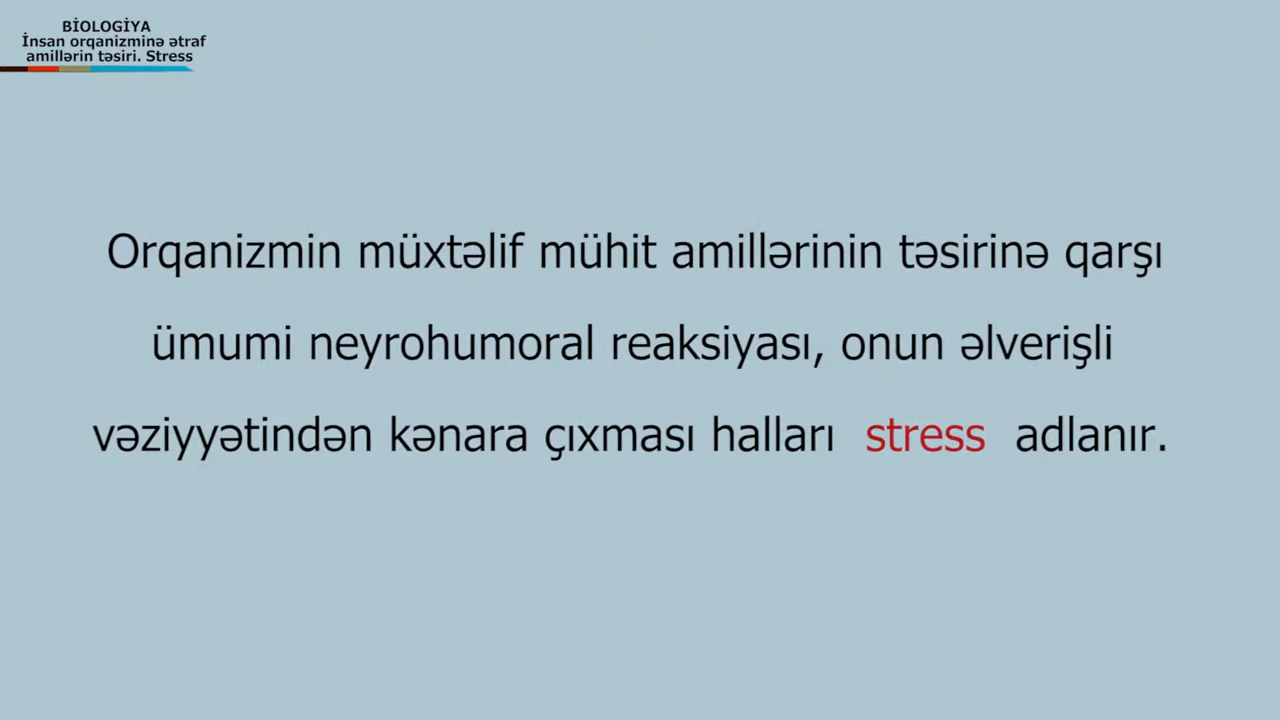 BİOLOGİYA
İnsan orqanizminə ətraf
amillərin təsiri. Stress
Orqanizmin müxtəlif mühit amillərinin təsirinə qarşı
ümumi neyrohumoral reaksiyası, onun əlverişli
vəziyyətindən kənara çıxması halları stress adlanır.